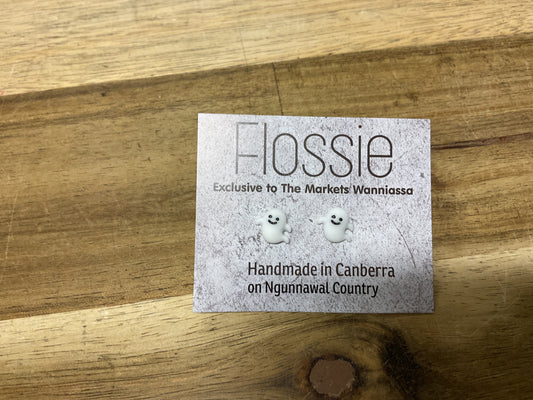 Flossie
Exclusive to The Markets Wanniassa
Handmade in Canberra
on Ngunnawal Country